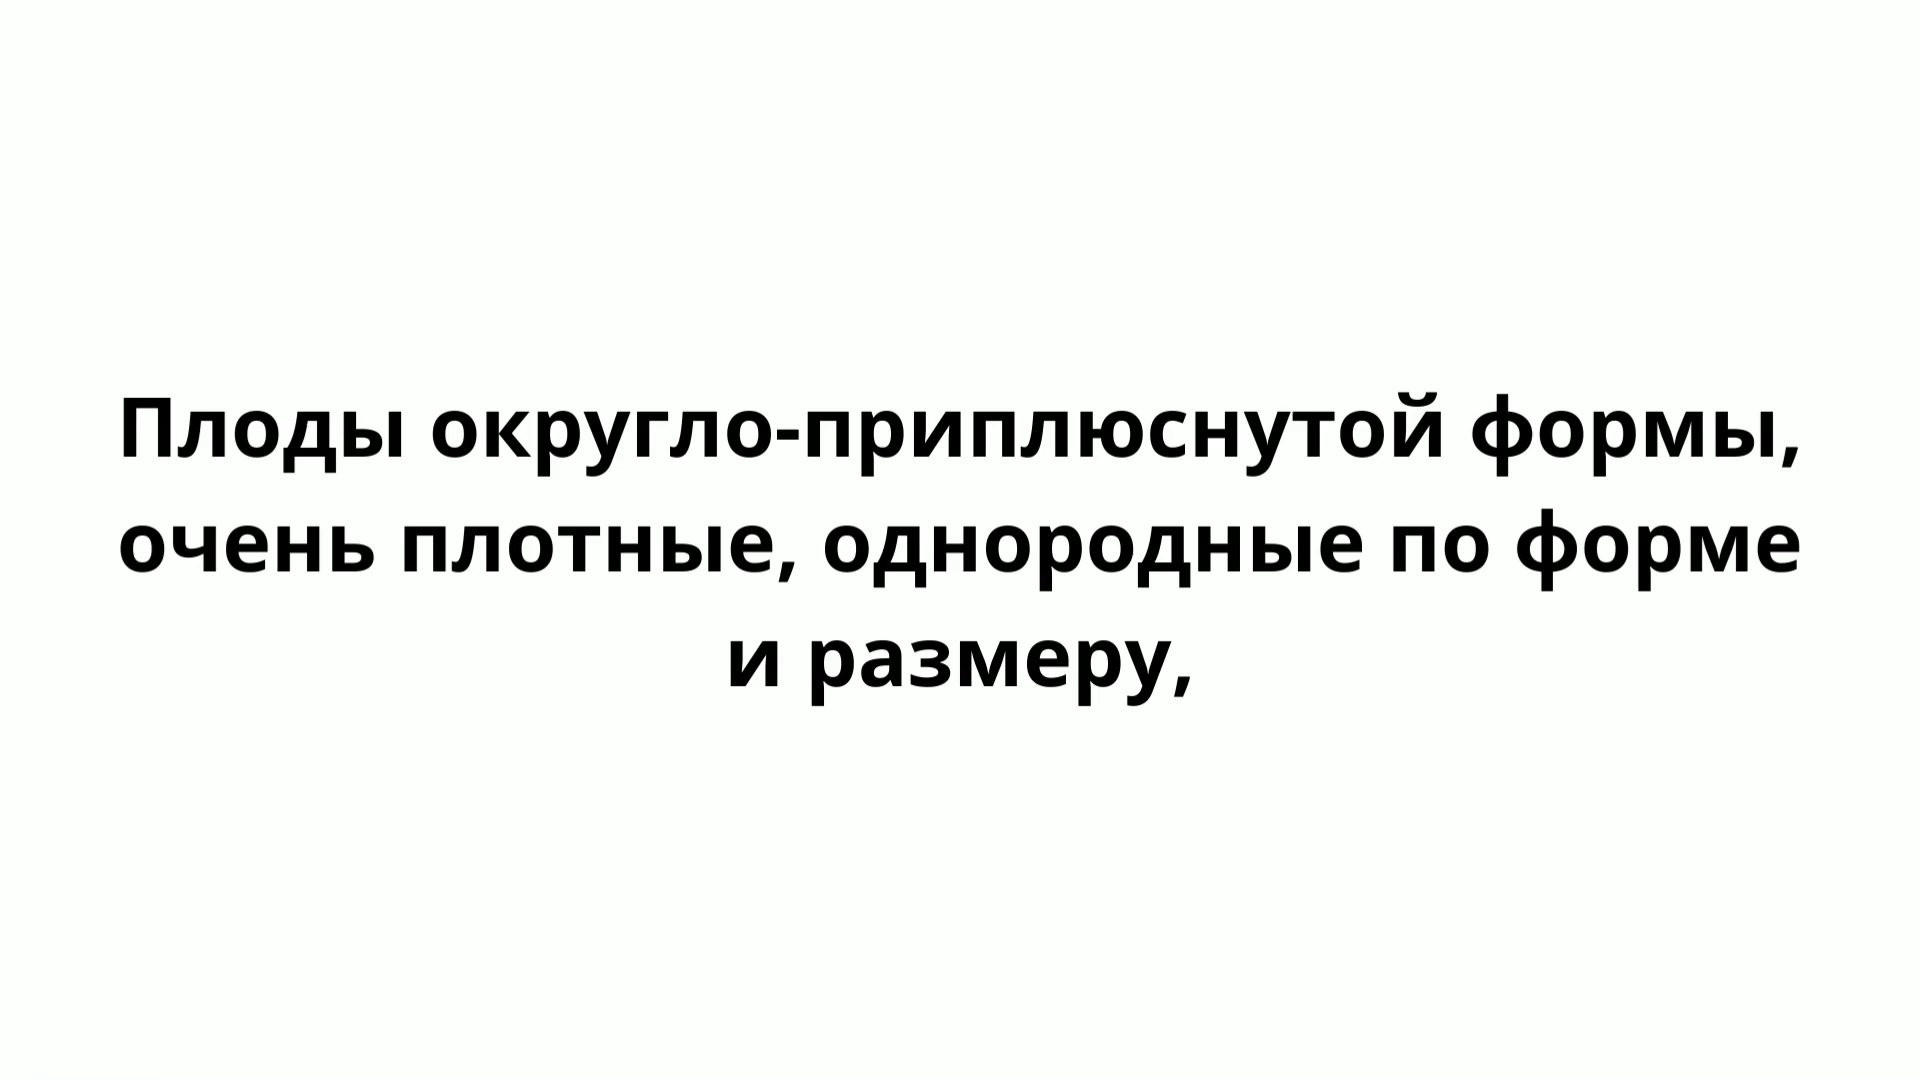 Плоды округло-приплюснутой формы,
очень плотные, однородные по форме
и размеру,